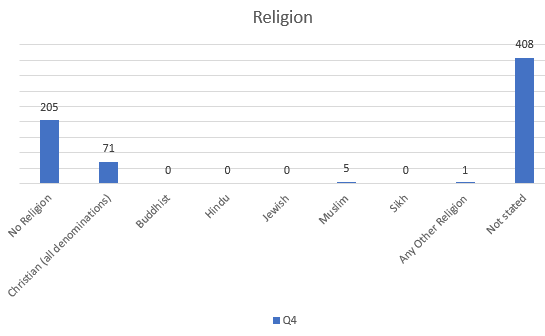 Religion
408
205
71
0
0
0
5
0
1
No Religion
Christian (all denominations)
Buddhist
Hindu
Jewish
Muslim
Sikh
Any Other Religion
Not stated
Q4